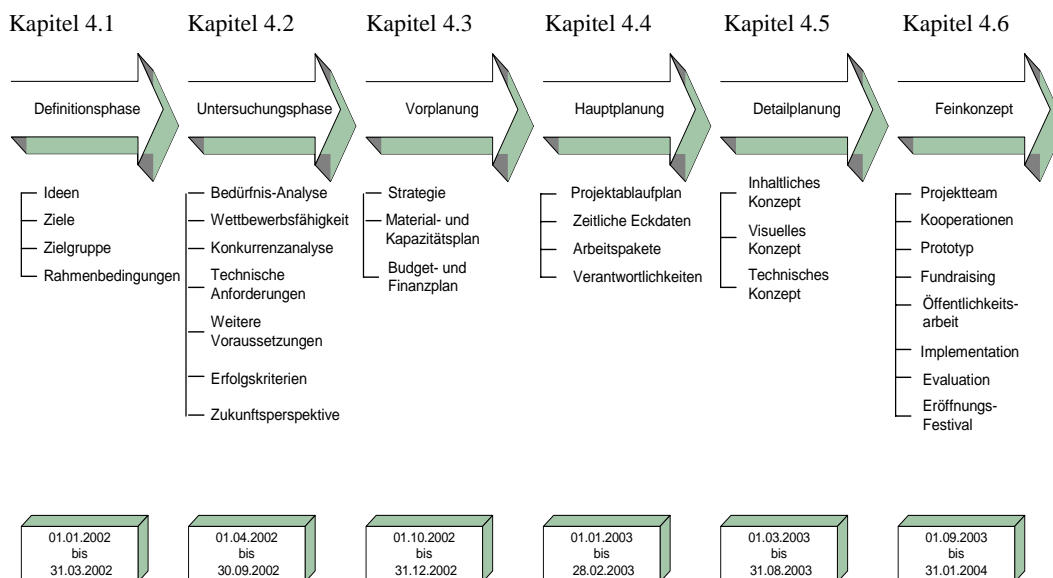 Kapitel 4.1
Kapitel 4.2
Kapitel 4.3
Kapitel 4.4
Kapitel 4.5
Kapitel 4.6
Definitionsphase
Untersuchungsphase
Vorplanung
Hauptplanung
Detailplanung
Feinkonzept
Ideen
Ziele
Zielgruppe
Rahmenbedingungen
Bedürfnis-Analyse
Wettbewerbsfähigkeit
Konkurrenzanalyse
Technische
Anforderungen
Weitere
Voraussetzungen
Erfolgskriterien
Zukunftsperspektive
Strategie
Material- und
Kapazitätsplan
Budget- und
Finanzplan
Projektablaufplan
Zeitliche Eckdaten
Arbeitspakete
Verantwortlichkeiten
Inhaltliches
Konzept
Visuelles
Konzept
Technisches
Konzept
Projektteam
Kooperationen
Prototyp
Fundraising
Öffentlichkeits-
arbeit
Implementation
Evaluation
Eröffnungs-
Festival
01.01.2002
bis
31.03.2002
01.04.2002
bis
30.09.2002
01.10.2002
bis
31.12.2002
01.01.2003
bis
28.02.2003
01.03.2003
bis
31.08.2003
01.09.2003
bis
31.01.2004